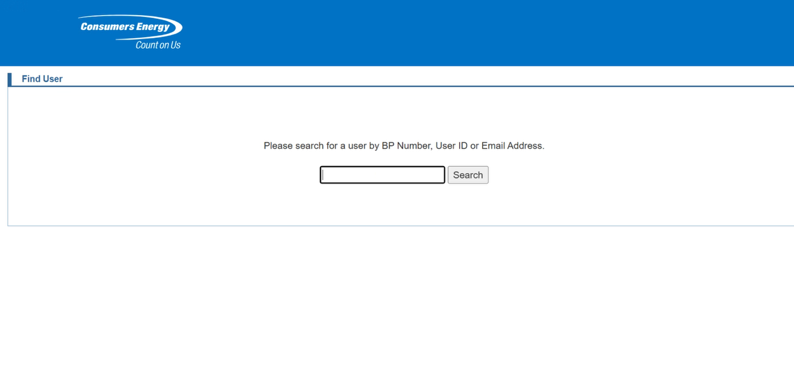 Consumers Energy
Count on Us
Find User
Please search for a user by BP Number, User ID or Email Address.
Search